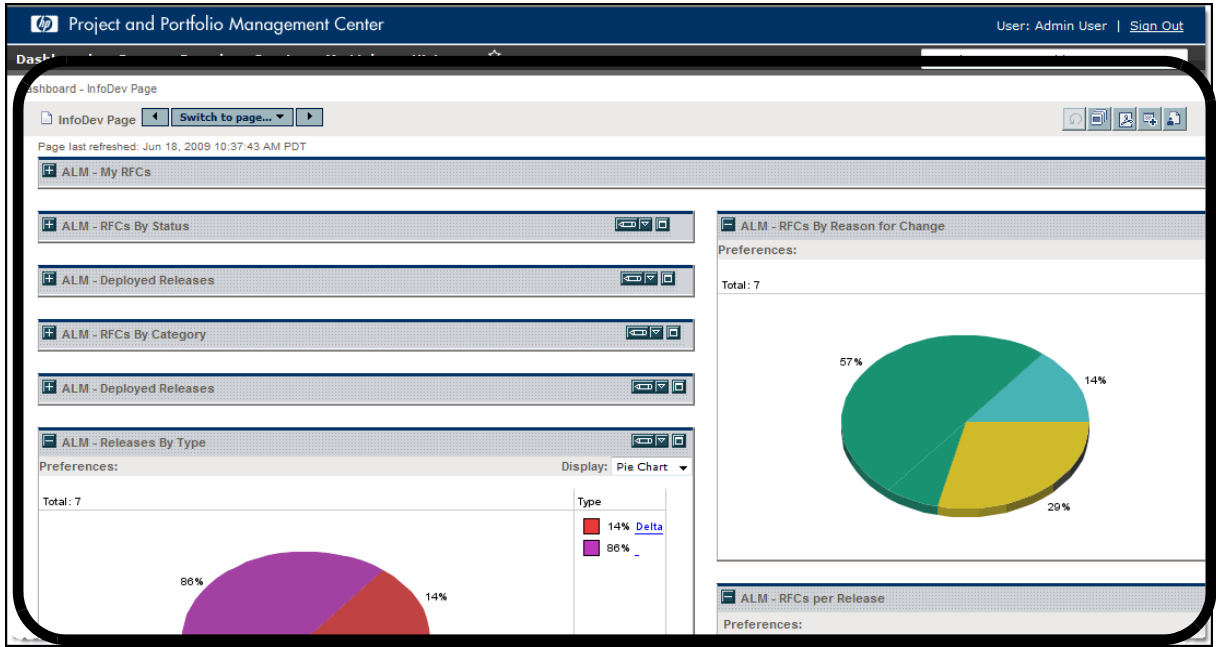 hp Project and Portfolio Management Center
User: Admin User | Sign Out
ashboard - InfoDev Page
InfoDev Page Switch to page...
Page last refreshed: Jun 18, 2009 10:37:43 AM PDT
ALM - My RFCs
ALM - RFCs By Status
ALM - Deployed Releases
ALM - RFCs By Category
ALM - Deployed Releases
ALM - Releases By Type
Preferences:
Display: Pie Chart
Total: 7
Type
14% Delta
86% _
86%
14%
ALM - RFCs By Reason for Change
Preferences:
Total: 7
57%
14%
29%
ALM - RFCs per Release
Preferences: